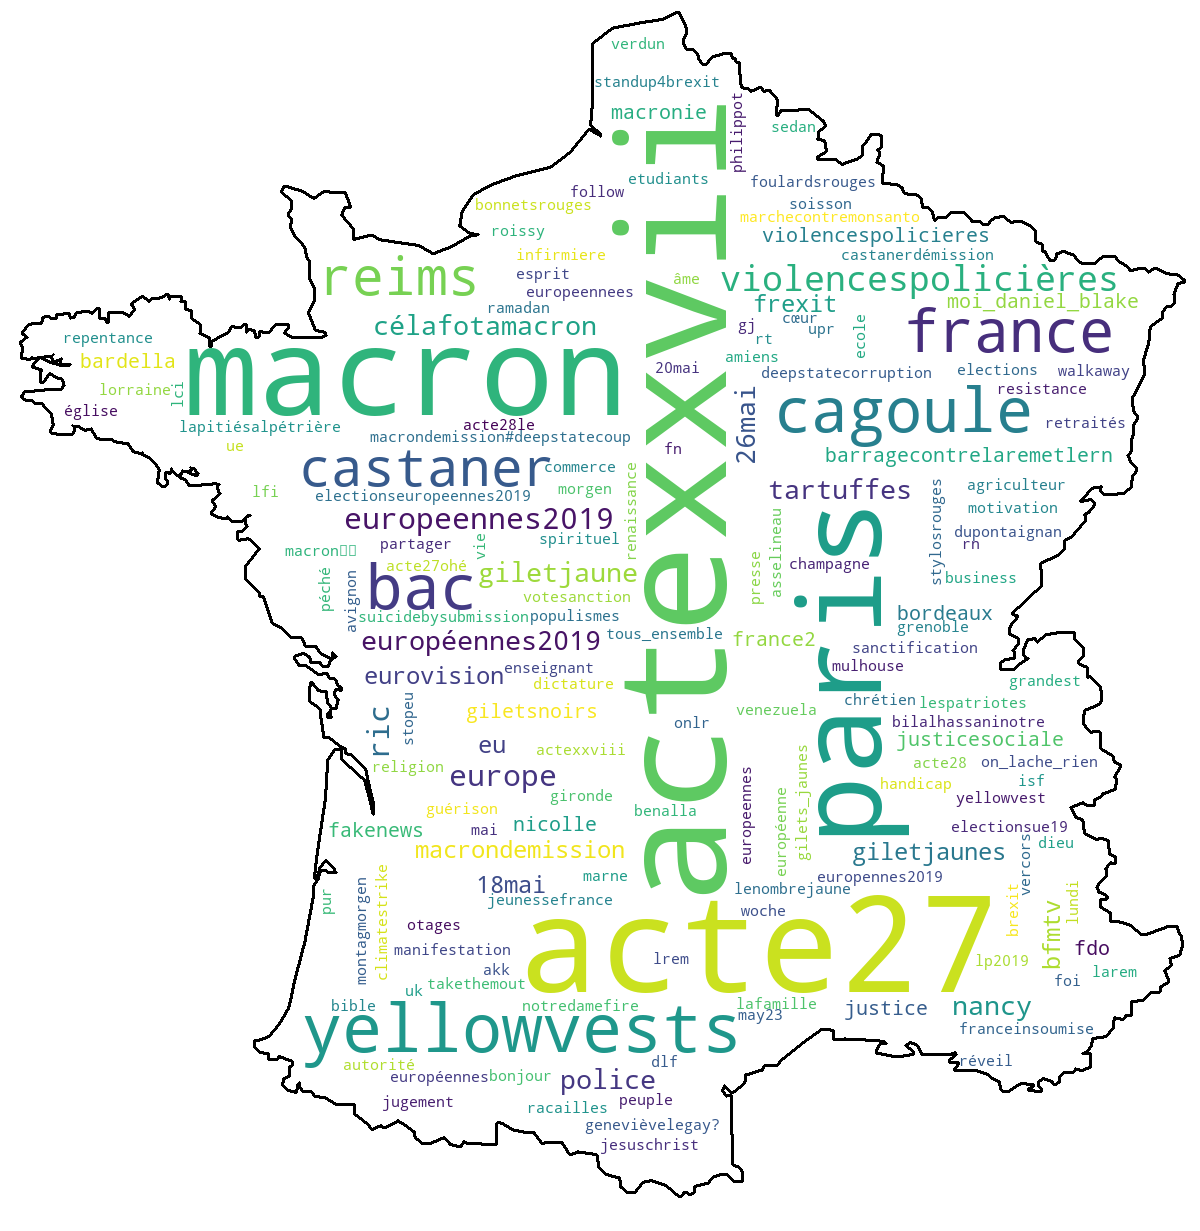 verdun
standup4brexit
macronie
philippot
sedan
etudiants
foulardsrouges
follow
bonnetsrouges
soisson
marchecontremonsanto
roissy
violencespolicieres
infirmiere
castanerdémission
esprit
âme
reims
violencespolicières
europeennees
frexit
moi_daniel_blake
ramadan
célafotamacron
gj
cœur
upr
ecole
france
repentance
rt
bardella
macron
actexxvii
amiens
20mai
deepstatecorruption
elections
walkaway
lorraine
lci
resistance
église
cagoule
26mai
retraités
lapitiésalpétrière
acte28le
macrondemission#deepstatecoup
ue
fn
barragecontrelaremetlern
castaner
commerce
renaissance
lfi
electionseuropeennes2019
morgen
tartuffes
stylosrouges
agriculteur
motivation
europeennes2019
spirituel
paris
dupontaignan
rn
macron
partager
vie
asselineau
acte27ohé
giletjaune
presse
champagne
business
péché
avignon
bac
votesanction
suicidebysubmission
populismes
bordeaux
grenoble
européennes2019
tous_ensemble
france2
sanctification
eurovision
enseignant
mulhouse
dictature
grandest
ric
stopeu
giletsnoirs
venezuela
chrétien
lespatriotes
onlr
bilalhassaninotre
eu
actexxviii
justicesociale
religion
europe
europeennes
gilets_jaunes
acte28
on_lache_rien
gironde
européenne
handicap
isf
guérison
benalla
yellowvest
fakenews
mai
nicolle
electionsue19
macrondemission
giletjaunes
vercors
dieu
18mai
marne
europennes2019
pur
jeunessefrance
lenombrejaune
brexit
lundi
montagmorgen
climatestrike
otages
woche
acte27
bfmtv
manifestation
fdo
akk
lrem
lp2019
larem
uk
takethemout
foi
bible
notredamefire
lafamille
justice
nancy
yellowvests
may23
franceinsoumise
autorité
dlf
réveil
européennes
bonjour
police
jugement
racailles
peuple
genevièvelegay?
jesuschrist